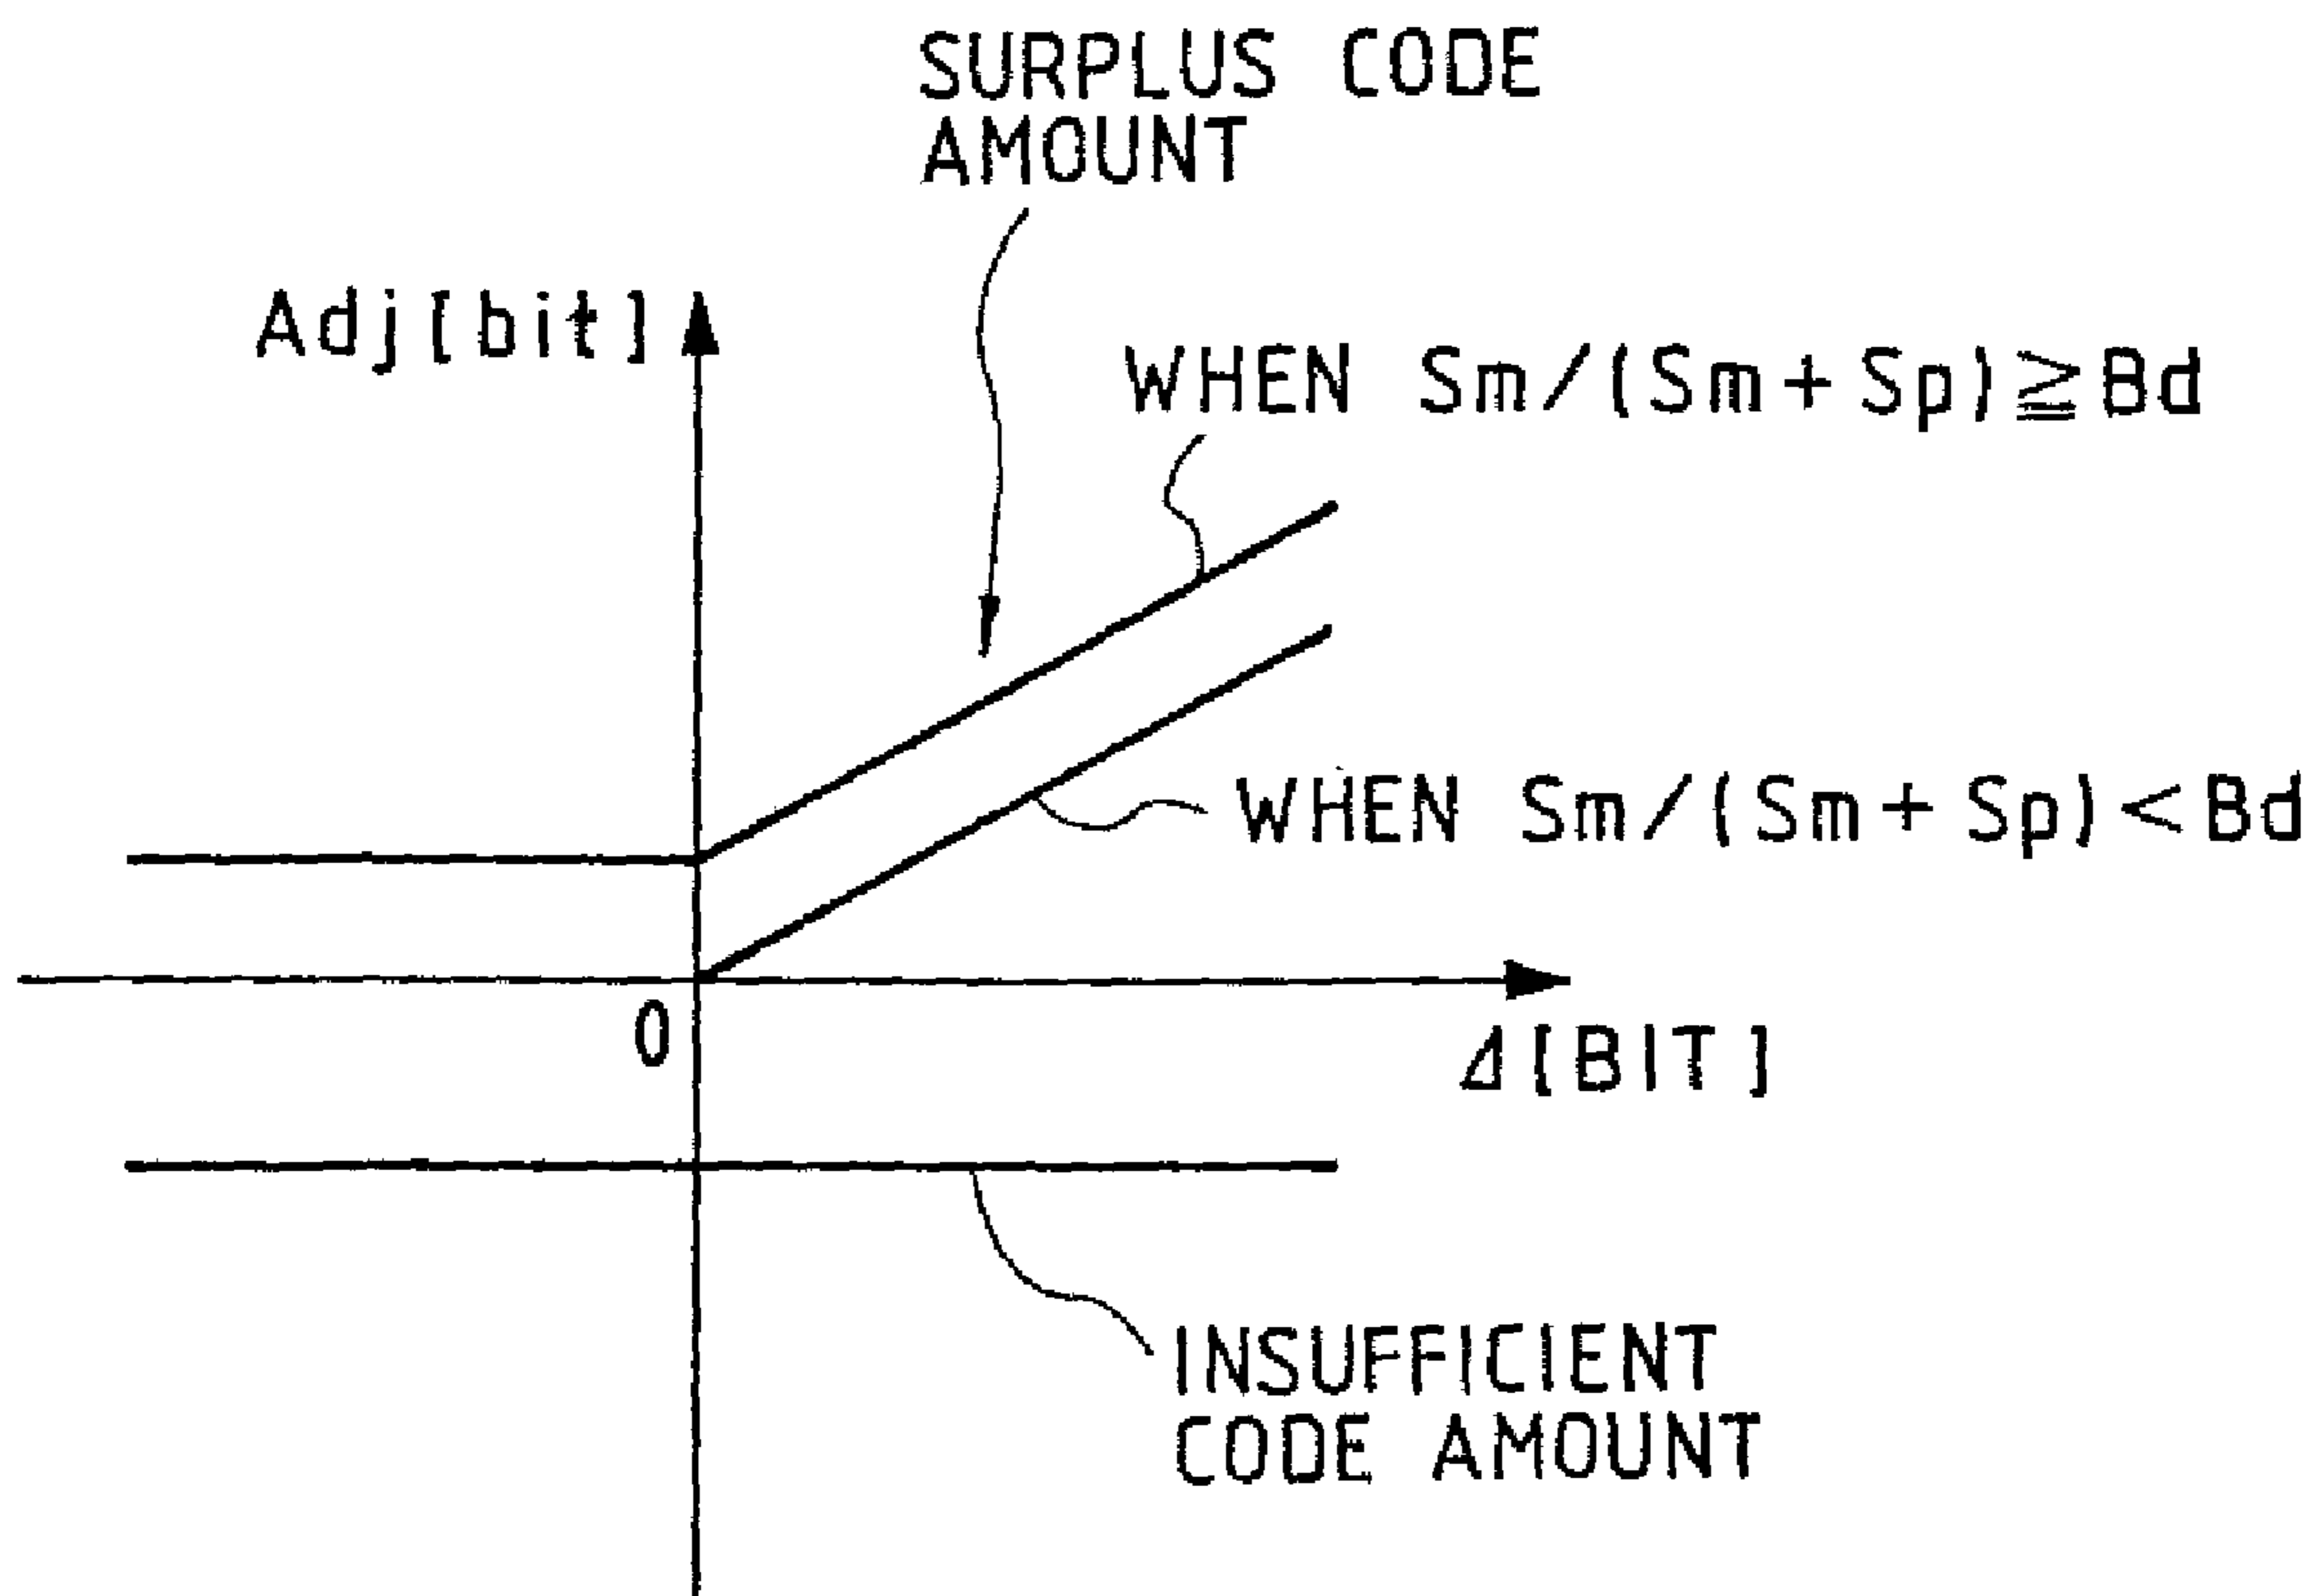 SURPLUS CODE
AMOUNT
Adj[bit]
WHEN Sm/(Sm+Sp)≧Bd
WHEN Sm/(Sm+Sp)<Bd
0
Δ[BIT]
INSUFFICIENT
CODE AMOUNT